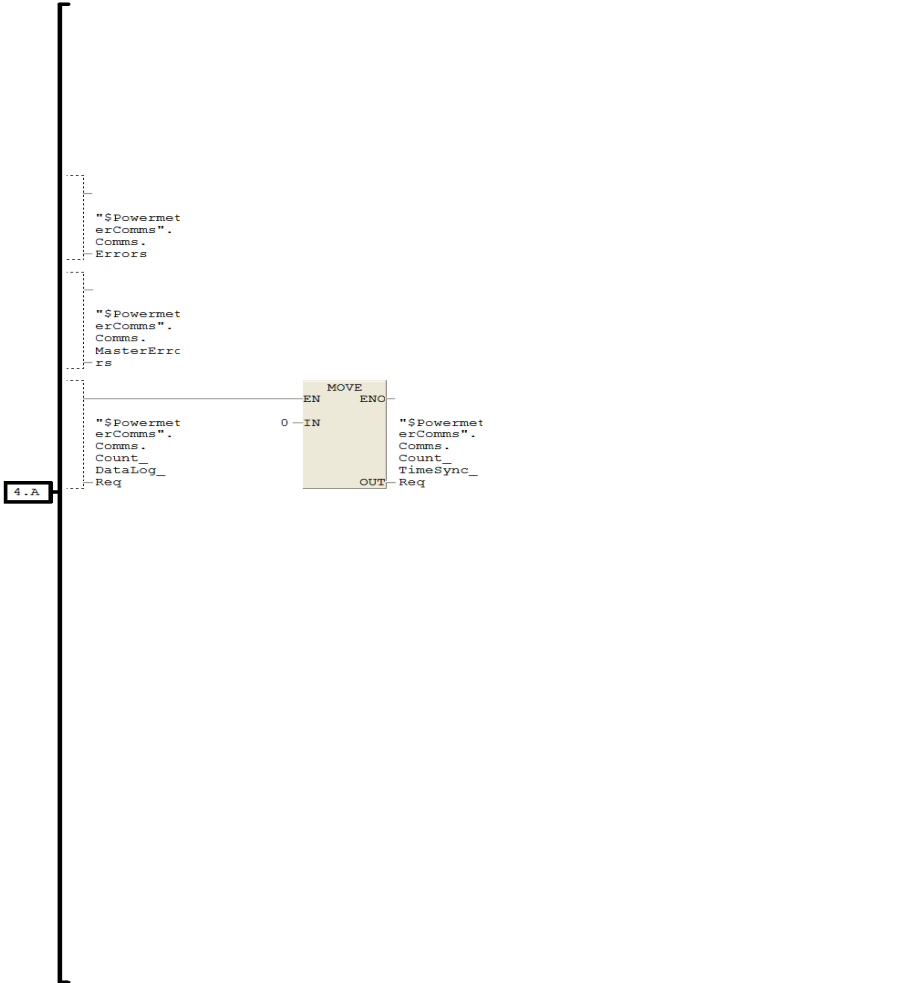 "$Powermet
erComms".
Comms.
Errors
"$Powermet
erComms".
Comms.
MasterErro
rs
MOVE
EN ENO
"$Powermet
erComms".
Comms.
Count_
DataLog_
Req
0 IN
"$Powermet
erComms".
Comms.
Count_
TimeSync_
Req
OUT
4.A